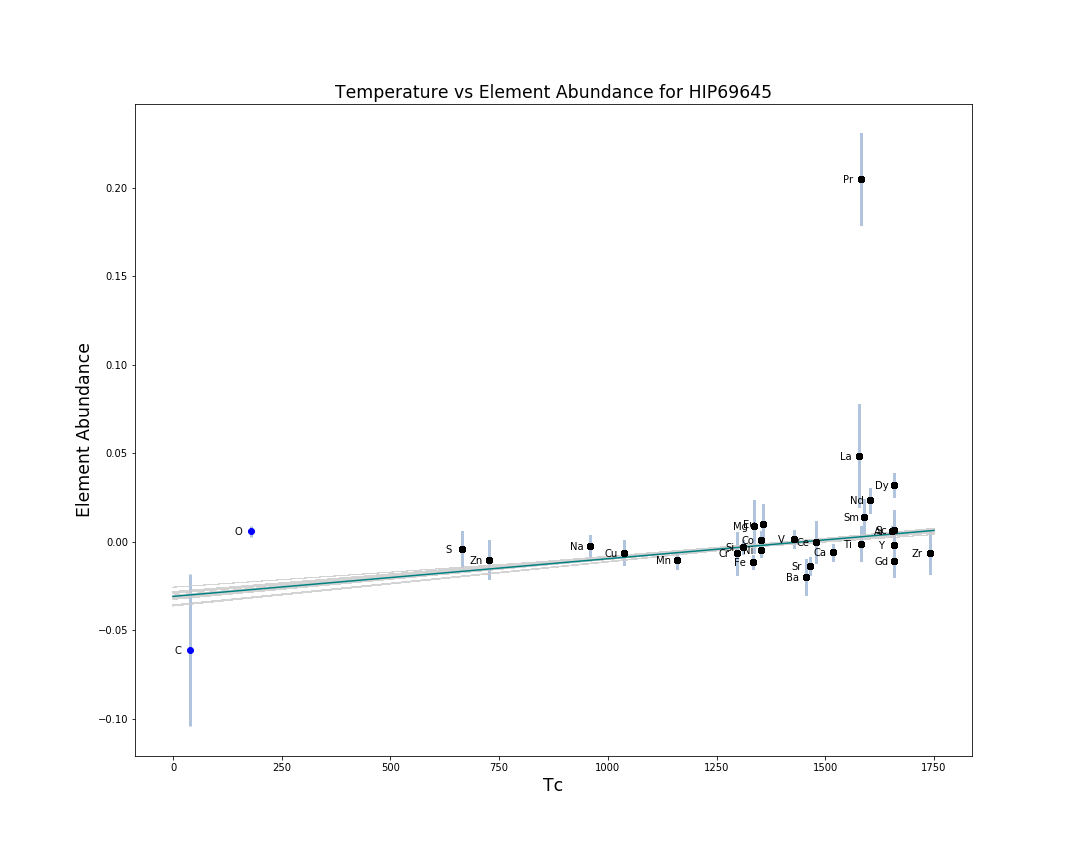 Temperature vs Element Abundance for HIP69645
Element Abundance
0.20
0.15
0.10
0.05
0.00
−0.05
−0.10
Pr
La
Dy
Nd
Sm
O
Mg
Eu
Sc
Co
V
Ce
S
Na
Cu
Zn
Mn
Si
Cr
Ni
Fe
Ti
Ca
Y
Zr
Gd
Sr
Ba
C
0
250
500
750
1000
1250
1500
1750
Tc